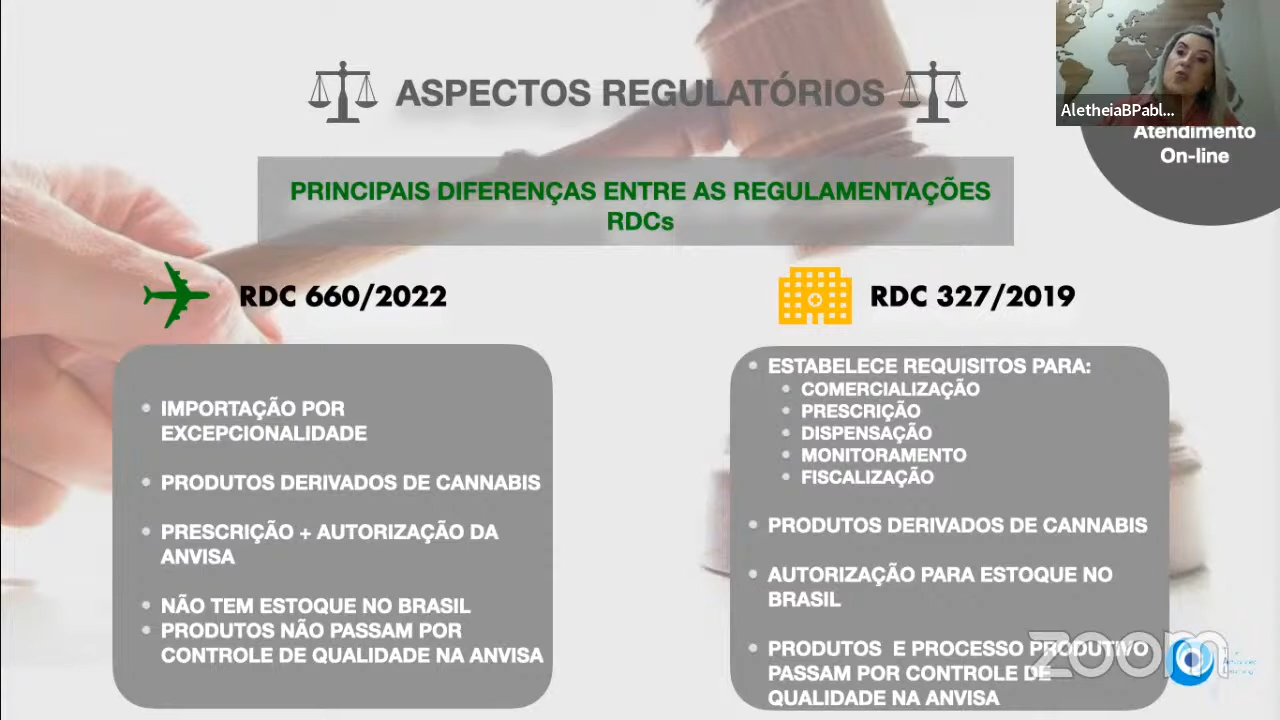 ASPECTOS REGULATÓRIOS
AletheiaBPabl...
Atendimento
On-line
PRINCIPAIS DIFERENÇAS ENTRE AS REGULAMENTAÇÕES
RDCs
RDC 660/2022
• IMPORTAÇÃO POR
EXCEPCIONALIDADE
• PRODUTOS DERIVADOS DE CANNABIS
• PRESCRIÇÃO + AUTORIZAÇÃO DA
ANVISA
• NÃO TEM ESTOQUE NO BRASIL
• PRODUTOS NÃO PASSAM POR
CONTROLE DE QUALIDADE NA ANVISA
RDC 327/2019
• ESTABELECE REQUISITOS PARA:
• COMERCIALIZAÇÃO
• PRESCRIÇÃO
• DISPENSAÇÃO
• MONITORAMENTO
• FISCALIZAÇÃO
• PRODUTOS DERIVADOS DE CANNABIS
• AUTORIZAÇÃO PARA ESTOQUE NO
BRASIL
• PRODUTOS E PROCESSO PRODUTIVO
PASSAM POR CONTROLE DE
QUALIDADE NA ANVISA
zoom